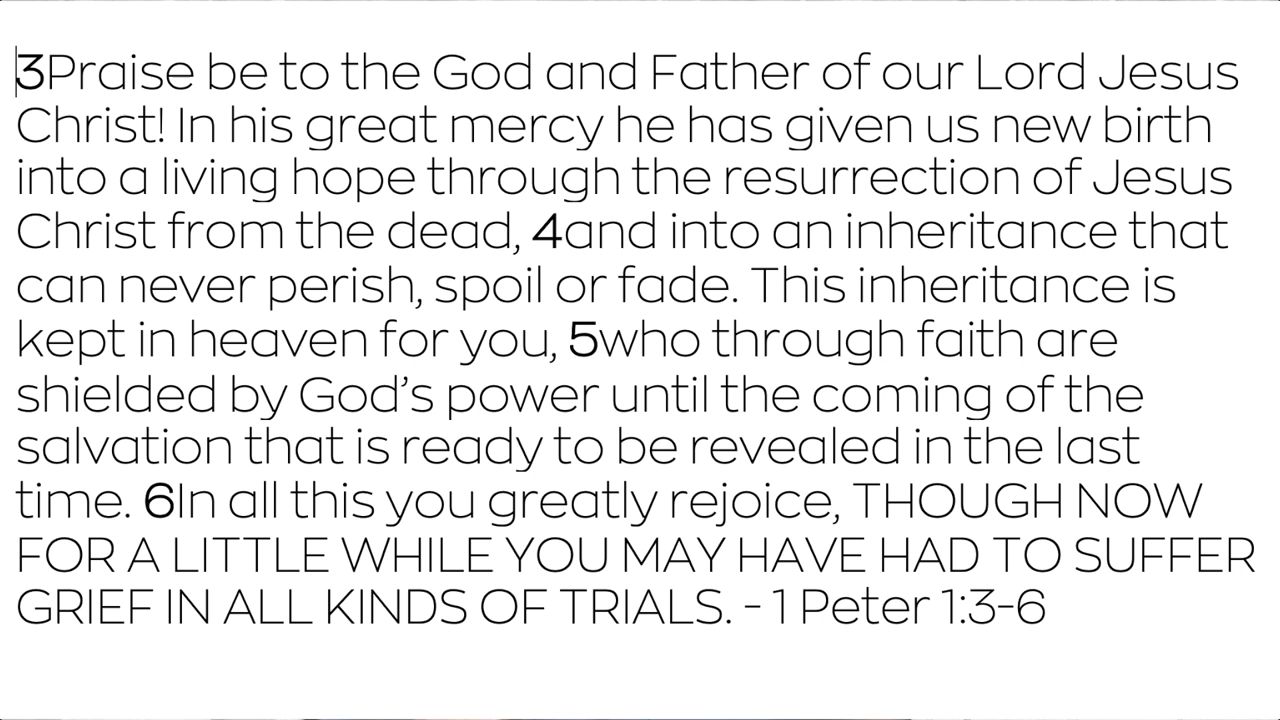 3Praise be to the God and Father of our Lord Jesus
Christ! In his great mercy he has given us new birth
into a living hope through the resurrection of Jesus
Christ from the dead, 4and into an inheritance that
can never perish, spoil or fade. This inheritance is
kept in heaven for you, 5who through faith are
shielded by God’s power until the coming of the
salvation that is ready to be revealed in the last
time. 6In all this you greatly rejoice, THOUGH NOW
FOR A LITTLE WHILE YOU MAY HAVE HAD TO SUFFER
GRIEF IN ALL KINDS OF TRIALS. - 1 Peter 1:3-6